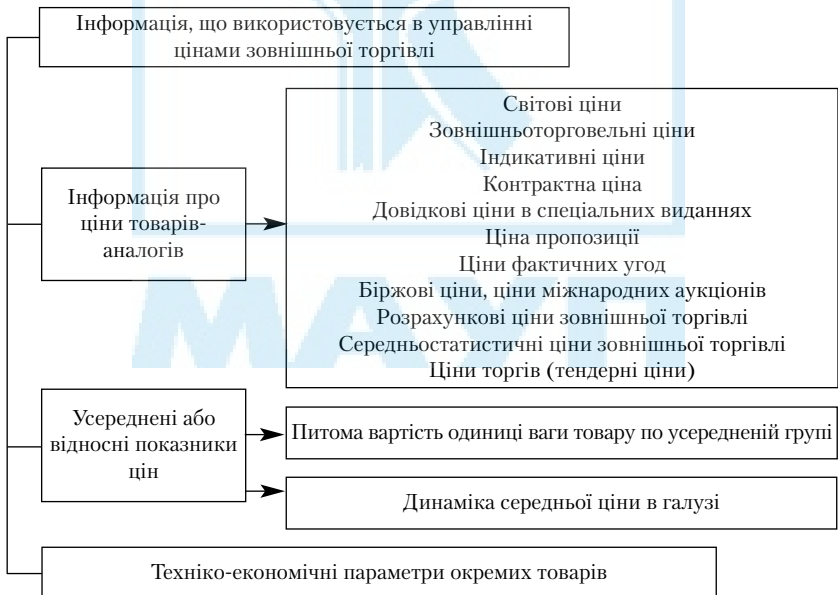 Інформація, що використовується в управлінні
цінами зовнішньої торгівлі
Інформація про
ціни товарів-
аналогів
Світові ціни
Зовнішньоторговельні ціни
Індикативні ціни
Контрактна ціна
Довідкові ціни в спеціальних виданнях
Ціна пропозиції
Ціни фактичних угод
Біржові ціни, ціни міжнародних аукціонів
Розрахункові ціни зовнішньої торгівлі
Середньостатистичні ціни зовнішньої торгівлі
Ціни торгів (тендерні ціни)
МАУП
Усереднені або
відносні показники
цін
Питома вартість одиниці ваги товару по усередненій групі
Динаміка середньої ціни в галузі
Техніко-економічні параметри окремих товарів